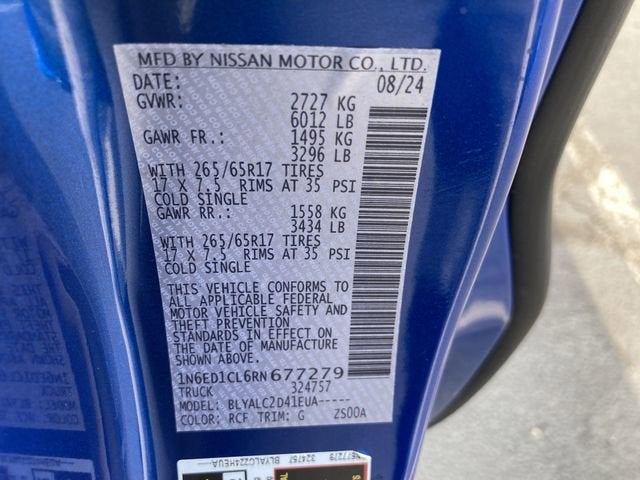 MFD BY NISSAN MOTOR CO., LTD.
DATE: 08/24
GVWR: 2727 KG
6012 LB
GAWR FR.: 1495 KG
3296 LB
WITH 265/65R17 TIRES
17 X 7.5 RIMS AT 35 PSI
COLD SINGLE
GAWR RR.: 1558 KG
3434 LB
WITH 265/65R17 TIRES
17 X 7.5 RIMS AT 35 PSI
COLD SINGLE
THIS VEHICLE CONFORMS TO
ALL APPLICABLE FEDERAL
MOTOR VEHICLE SAFETY AND
THEFT PREVENTION
STANDARDS IN EFFECT ON
THE DATE OF MANUFACTURE
SHOWN ABOVE.
1N6ED1CL6RN677279
TRUCK 324757
MODEL: BLYALC2D41EUA-----
COLOR: RCF TRIM: G ZS00A